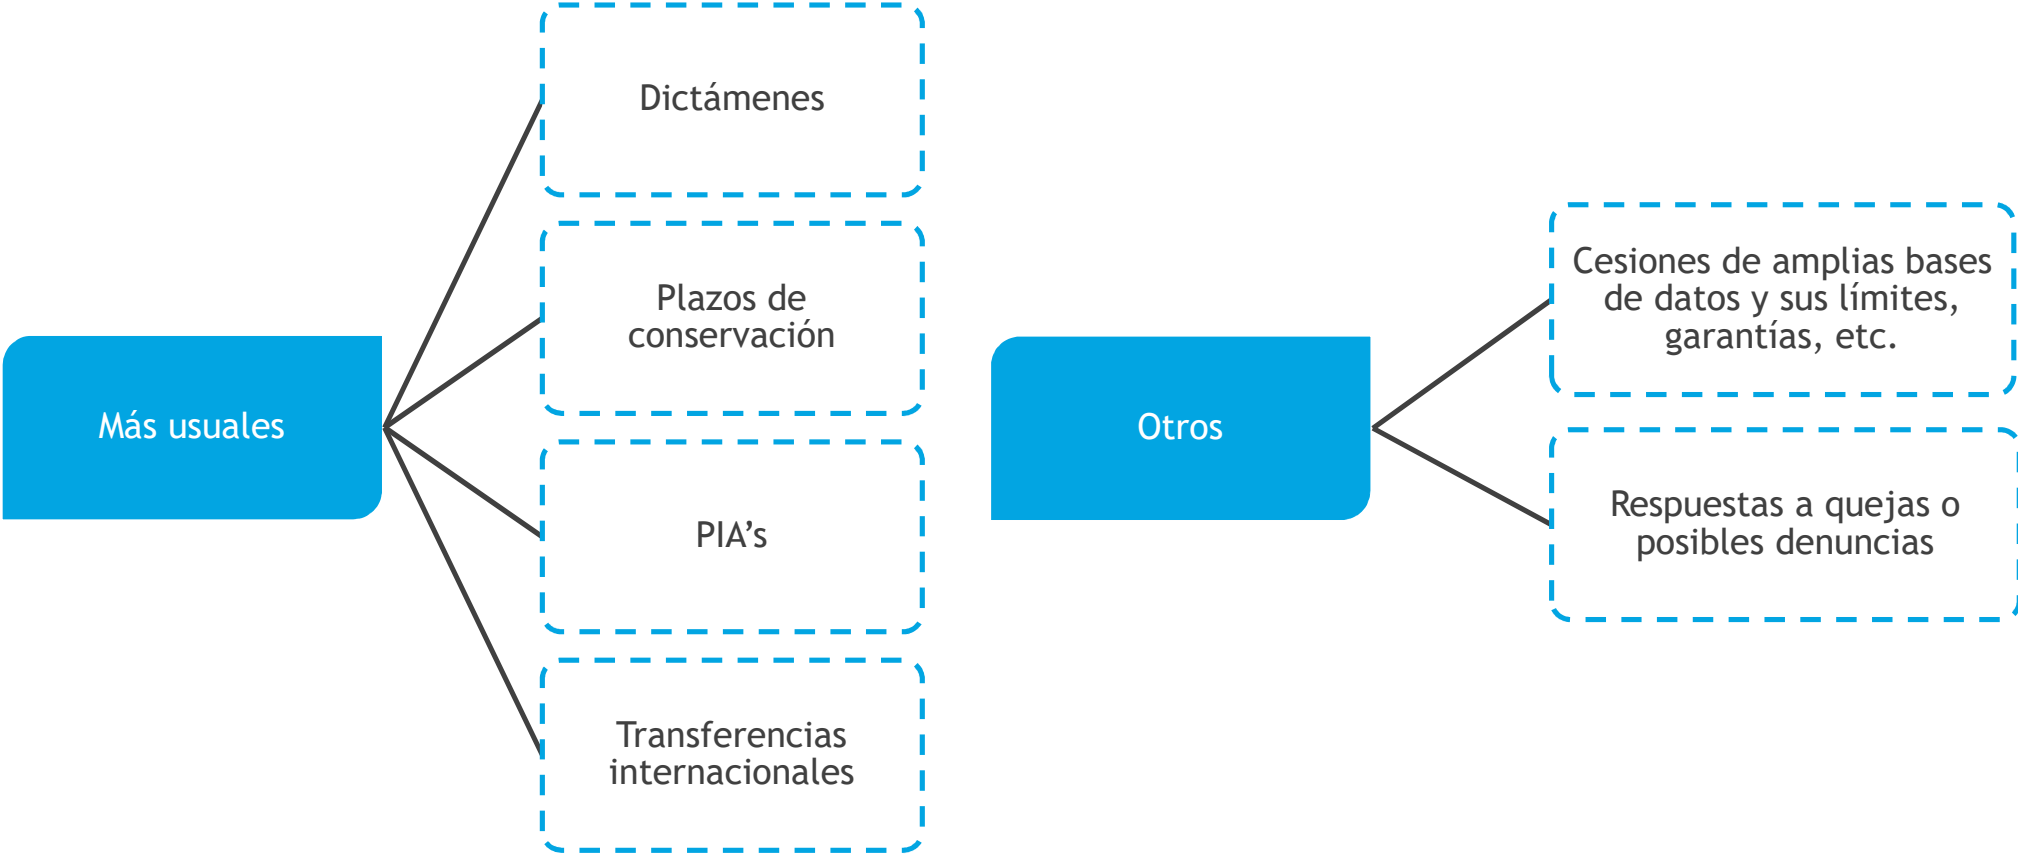 Más usuales
Dictámenes
Plazos de
conservación
PIA’s
Transferencias
internacionales
Otros
Cesiones de amplias bases
de datos y sus límites,
garantías, etc.
Respuestas a quejas o
posibles denuncias